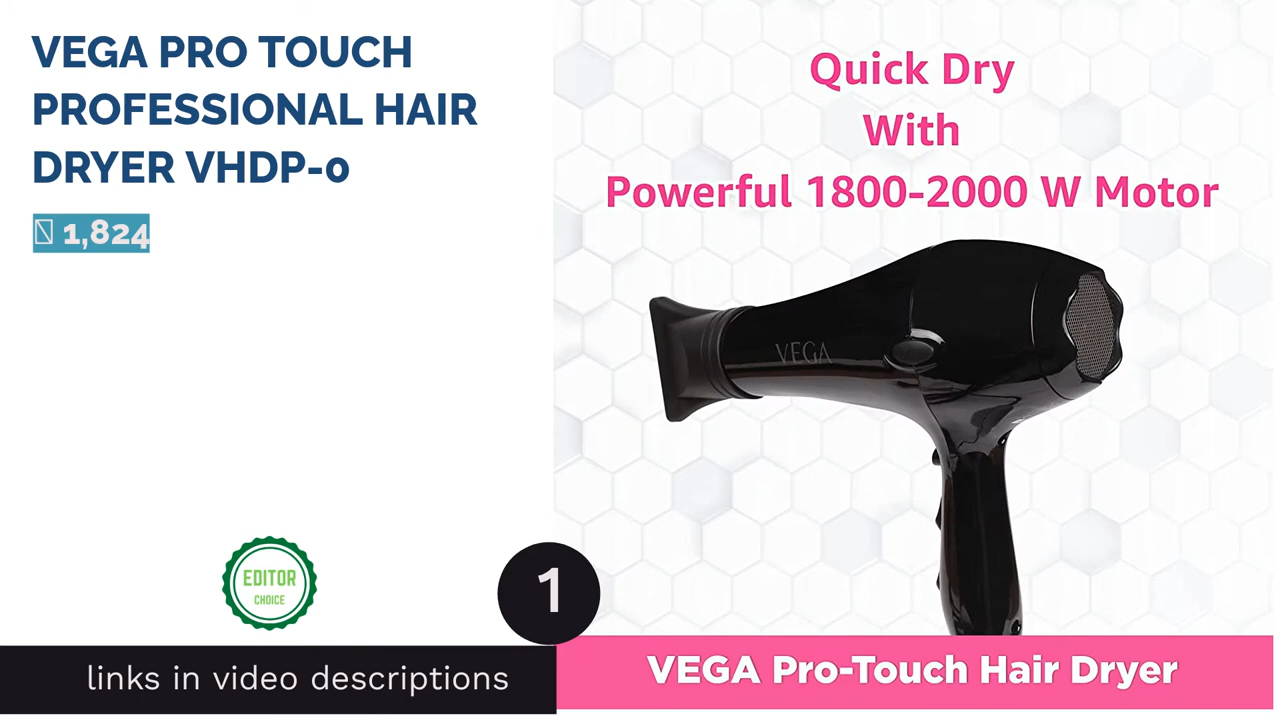 VEGA PRO TOUCH
PROFESSIONAL HAIR
DRYER VHDP-0
1,824
Quick Dry
With
Powerful 1800-2000 W Motor
VEGA
EDITOR
CHOICE
1
links in video descriptions
VEGA Pro-Touch Hair Dryer